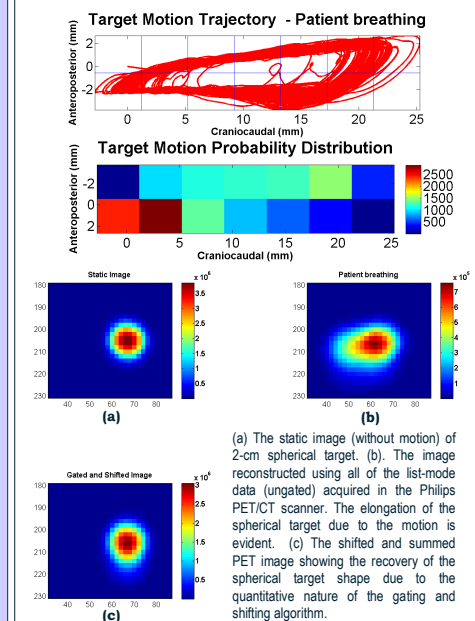 Target Motion Trajectory - Patient breathing
Anteroposterior (mm)
2
0
-2
0 5 10 15 20 25
Craniocaudal (mm)
Target Motion Probability Distribution
Anteroposterior (mm)
-2
0
2
2500
2000
1500
1000
500
0 5 10 15 20 25
Craniocaudal (mm)
Static Image
x 10^6
180
190
200
210
220
230
3.5
3
2.5
2
1.5
1
0.5
40 50 60 70 80
(a)
Patient breathing
180
190
200
210
220
230
7
6
5
4
3
2
1
40 50 60 70 80
(b)
(a) The static image (without motion) of
2-cm spherical target. (b). The image
reconstructed using all of the list-mode
data (ungated) acquired in the Philips
PET/CT scanner. The elongation of the
spherical target due to the motion is
evident. (c) The shifted and summed
PET image showing the recovery of the
spherical target shape due to the
quantitative nature of the gating and
shifting algorithm.
Gated and Shifted Image
180
190
200
210
220
230
3
2.5
2
1.5
1
0.5
40 50 60 70 80
(c)